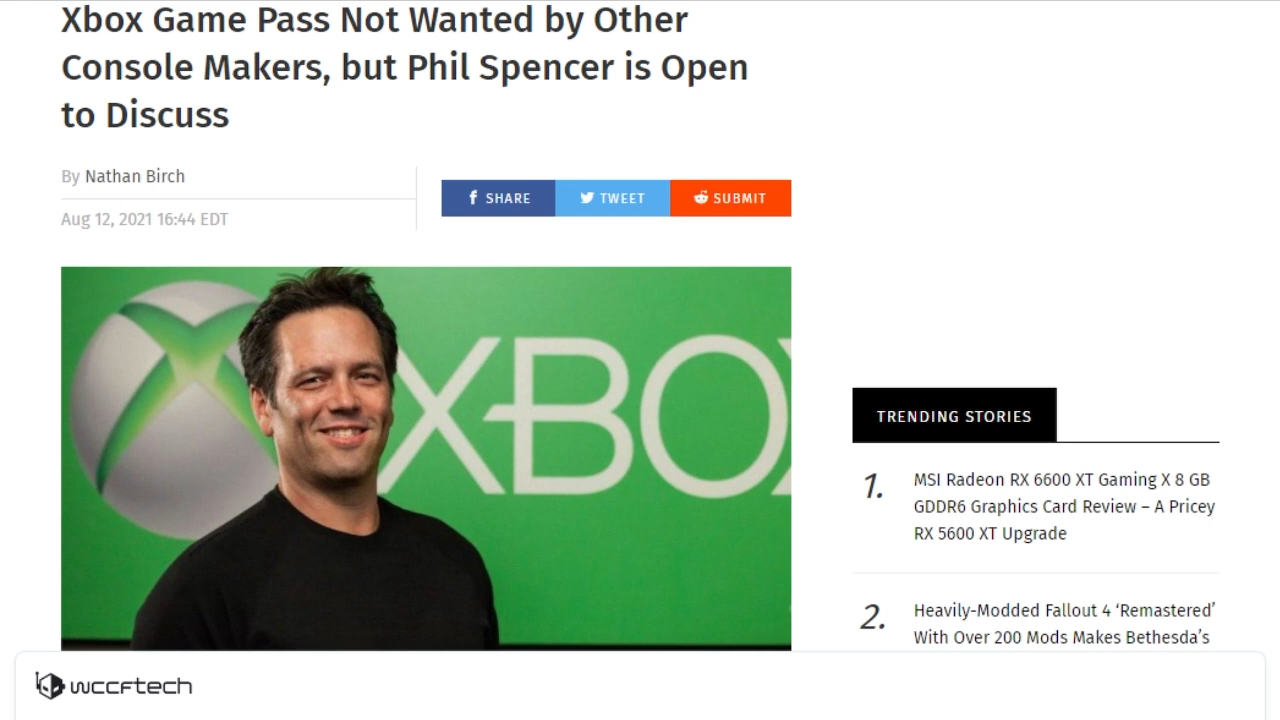 Xbox Game Pass Not Wanted by Other
Console Makers, but Phil Spencer is Open
to Discuss
By Nathan Birch
Aug 12, 2021 16:44 EDT
SHARE
TWEET
SUBMIT
XBOX
TRENDING STORIES
1.
MSI Radeon RX 6600 XT Gaming X 8 GB
GDDR6 Graphics Card Review – A Pricey
RX 5600 XT Upgrade
2.
Heavily-Modded Fallout 4 ‘Remastered’
With Over 200 Mods Makes Bethesda’s
wccftech